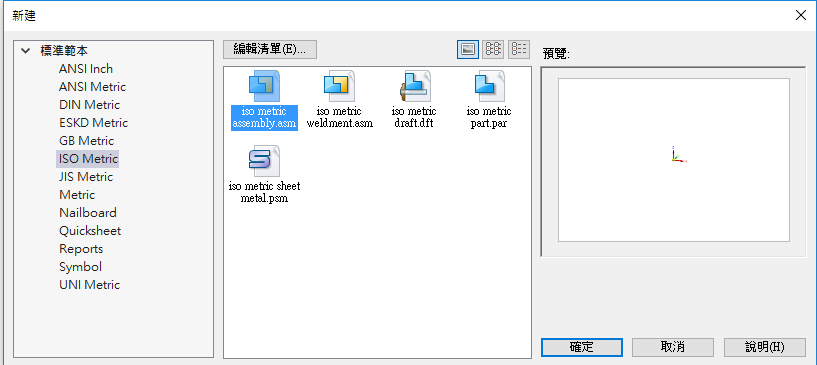 新建
標準範本
ANSI Inch
ANSI Metric
DIN Metric
ESKD Metric
GB Metric
ISO Metric
JIS Metric
Metric
Nailboard
Quicksheet
Reports
Symbol
UNI Metric
編輯清單(E)...
iso metric
assembly.asm
iso metric
weldment.asm
iso metric
draft.dft
iso metric
part.par
iso metric sheet
metal.psm
預覽:
確定
取消
說明(H)